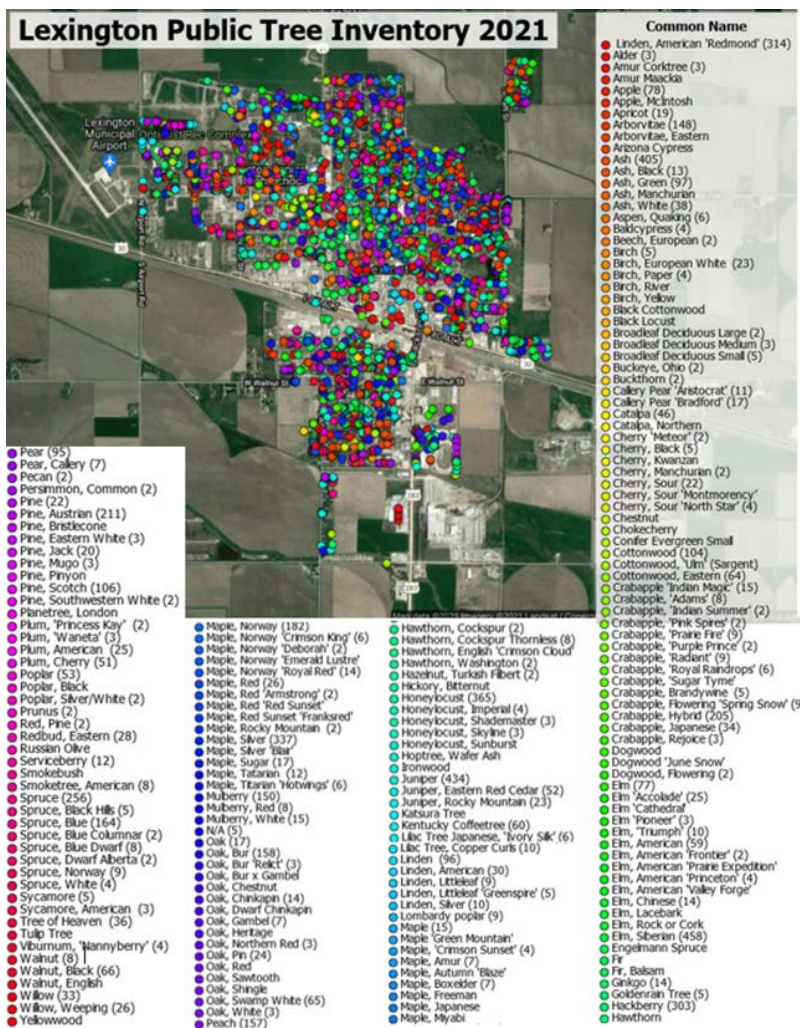 Lexington Public Tree Inventory 2021
Lexington
Municipal
Airport
30
30
W Walnut St
E Walnut St
283
S Airport Rd
Common Name
Linden, American 'Redmond' (314)
Alder (3)
Amur Corktree (3)
Amur Maackia
Apple (78)
Apple, McIntosh
Apricot (19)
Arborvitae (148)
Arborvitae, Eastern
Arizona Cypress
Ash (405)
Ash, Black (13)
Ash, Green (97)
Ash, Manchurian
Ash, White (38)
Aspen, Quaking (6)
Baldcypress (4)
Beech, European (2)
Birch (5)
Birch, European White (23)
Birch, Paper (4)
Birch, River
Birch, Yellow
Black Cottonwood
Black Locust
Broadleaf Deciduous Large (2)
Broadleaf Deciduous Medium (3)
Broadleaf Deciduous Small (5)
Buckeye, Ohio (2)
Buckthorn (2)
Callery Pear 'Aristocrat' (11)
Callery Pear 'Bradford' (17)
Catalpa (46)
Catalpa, Northern
Cherry 'Meteor' (2)
Cherry, Black (5)
Cherry, Kwanzan
Cherry, Manchurian (2)
Cherry, Sour (22)
Cherry, Sour 'Montmorency'
Cherry, Sour 'North Star' (4)
Chestnut
Chokecherry
Conifer Evergreen Small
Cottonwood (104)
Cottonwood, 'Ulm' (Sargent)
Cottonwood, Eastern (64)
Crabapple 'Indian Magic' (15)
Crabapple, 'Adams' (8)
Crabapple, 'Indian Summer' (2)
Crabapple, 'Pink Spires' (2)
Crabapple, 'Prairie Fire' (9)
Crabapple, 'Purple Prince' (2)
Crabapple, 'Radiant' (9)
Crabapple, 'Royal Raindrops' (6)
Crabapple, 'Sugar Tyme'
Crabapple, Brandywine (5)
Crabapple, Flowering 'Spring Snow' (9
Crabapple, Hybrid (205)
Crabapple, Japanese (34)
Crabapple, Rejoice (3)
Dogwood
Dogwood 'June Snow'
Dogwood, Flowering (2)
Elm (77)
Elm 'Accolade' (25)
Elm 'Cathedral'
Elm 'Pioneer' (3)
Elm, 'Triumph' (10)
Elm, American (59)
Elm, American 'Frontier' (2)
Elm, American 'Prairie Expedition'
Elm, American 'Princeton' (4)
Elm, American 'Valley Forge'
Elm, Chinese (14)
Elm, Lacebark
Elm, Rock or Cork
Elm, Siberian (458)
Engelmann Spruce
Fir
Fir, Balsam
Ginkgo (14)
Goldenrain Tree (5)
Hackberry (303)
Hawthorn
Hawthorn, Cockspur (2)
Hawthorn, Cockspur Thornless (8)
Hawthorn, English 'Crimson Cloud'
Hawthorn, Washington (2)
Hazelnut, Turkish Filbert (2)
Hickory, Bitternut
Honeylocust (365)
Honeylocust, Imperial (4)
Honeylocust, Shademaster (3)
Honeylocust, Skyline (3)
Honeylocust, Sunburst
Hoptree, Wafer Ash
Ironwood
Juniper (434)
Juniper, Eastern Red Cedar (52)
Juniper, Rocky Mountain (23)
Katsura Tree
Kentucky Coffeetree (60)
Lilac Tree Japanese, 'Ivory Silk' (6)
Lilac Tree, Copper Curls (10)
Linden (96)
Linden, American (30)
Linden, Littleleaf (9)
Linden, Littleleaf 'Greenspire' (5)
Linden, Silver (10)
Lombardy poplar (9)
Maple (15)
Maple 'Green Mountain'
Maple, 'Crimson Sunset' (4)
Maple, Amur (7)
Maple, Autumn 'Blaze'
Maple, Boxelder (7)
Maple, Freeman
Maple, Japanese
Maple, Miyabi
Maple, Norway (182)
Maple, Norway 'Crimson King' (6)
Maple, Norway 'Deborah' (2)
Maple, Norway 'Emerald Lustre'
Maple, Norway 'Royal Red' (14)
Maple, Red (26)
Maple, Red 'Armstrong' (2)
Maple, Red 'Red Sunset'
Maple, Red Sunset 'Franksred'
Maple, Rocky Mountain (2)
Maple, Silver (337)
Maple, Silver 'Blair'
Maple, Sugar (17)
Maple, Tatarian (12)
Maple, Titarian 'Hotwings' (6)
Mulberry (150)
Mulberry, Red (8)
Mulberry, White (15)
N/A (5)
Oak (17)
Oak, Bur (158)
Oak, Bur 'Relict' (3)
Oak, Bur x Gambel
Oak, Chestnut
Oak, Chinkapin (14)
Oak, Dwarf Chinkapin
Oak, Gambel (7)
Oak, Heritage
Oak, Northern Red (3)
Oak, Pin (24)
Oak, Red
Oak, Sawtooth
Oak, Shingle
Oak, Swamp White (65)
Oak, White (3)
Peach (157)
Pear (95)
Pear, Callery (7)
Pecan (2)
Persimmon, Common (2)
Pine (22)
Pine, Austrian (211)
Pine, Bristlecone
Pine, Eastern White (3)
Pine, Jack (20)
Pine, Mugo (3)
Pine, Pinyon
Pine, Scotch (106)
Pine, Southwestern White (2)
Planetree, London
Plum, 'Princess Kay' (2)
Plum, 'Waneta' (3)
Plum, American (25)
Plum, Cherry (51)
Poplar (53)
Poplar, Black
Poplar, Silver/White (2)
Prunus (2)
Red, Pine (2)
Redbud, Eastern (28)
Russian Olive
Serviceberry (12)
Smokebush
Smoketree, American (8)
Spruce (256)
Spruce, Black Hills (5)
Spruce, Blue (164)
Spruce, Blue Columnar (2)
Spruce, Blue Dwarf (8)
Spruce, Dwarf Alberta (2)
Spruce, Norway (9)
Spruce, White (4)
Sycamore (5)
Sycamore, American (3)
Tree of Heaven (36)
Tulip Tree
Viburnum, 'Nannyberry' (4)
Walnut (8)
Walnut, Black (66)
Walnut, English
Willow (33)
Willow, Weeping (26)
Yellowwood